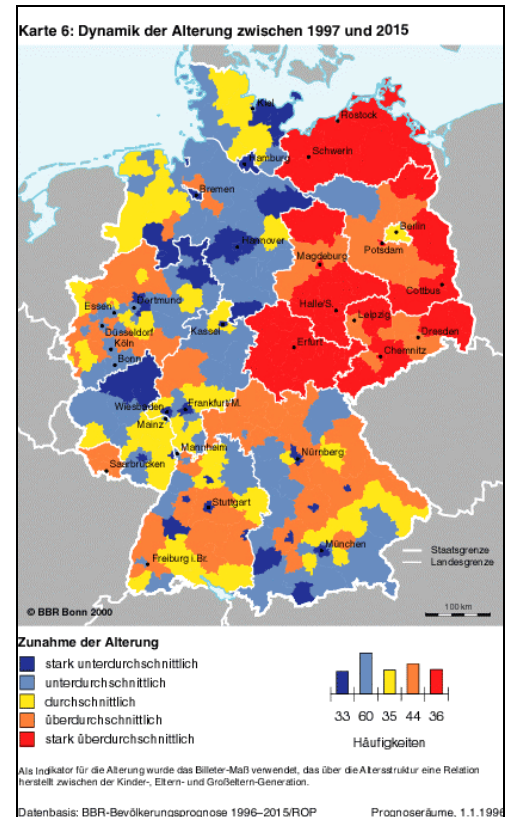 Karte 6: Dynamik der Alterung zwischen 1997 und 2015
Kiel
Rostock
Schwerin
Hamburg
Bremen
Hannover
Berlin
Potsdam
Magdeburg
Cottbus
Halle/S.
Leipzig
Dortmund
Essen
Düsseldorf
Kassel
Köln
Bonn
Erfurt
Dresden
Chemnitz
Wiesbaden
Frankfurt/M.
Mainz
Mannheim
Saarbrücken
Nürnberg
Stuttgart
München
Freiburg i.Br.
Staatsgrenze
Landesgrenze
© BBR Bonn 2000
100 km
Zunahme der Alterung
stark unterdurchschnittlich
unterdurchschnittlich
durchschnittlich
überdurchschnittlich
stark überdurchschnittlich
33 60 35 44 36
Häufigkeiten
Als Indikator für die Alterung wurde das Billeter-Maß verwendet, das über die Altersstruktur eine Relation
herstellt zwischen der Kinder-, Eltern- und Großeltern-Generation.
Datenbasis: BBR-Bevölkerungsprognose 1996–2015/ROP Prognoseräume, 1.1.1996